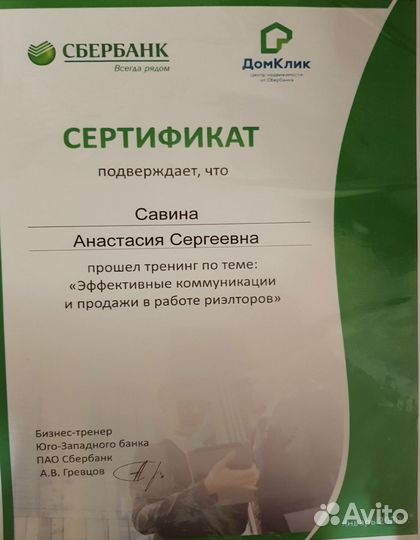 СБЕРБАНК
Всегда рядом
ДомКлик
Центр недвижимости
от Сбербанка
СЕРТИФИКАТ
подтверждает, что
Савина
Анастасия Сергеевна
прошел тренинг по теме:
«Эффективные коммуникации
и продажи в работе риэлторов»
Бизнес-тренер
Юго-Западного банка
ПАО Сбербанк
А.В. Гревцов
Avito